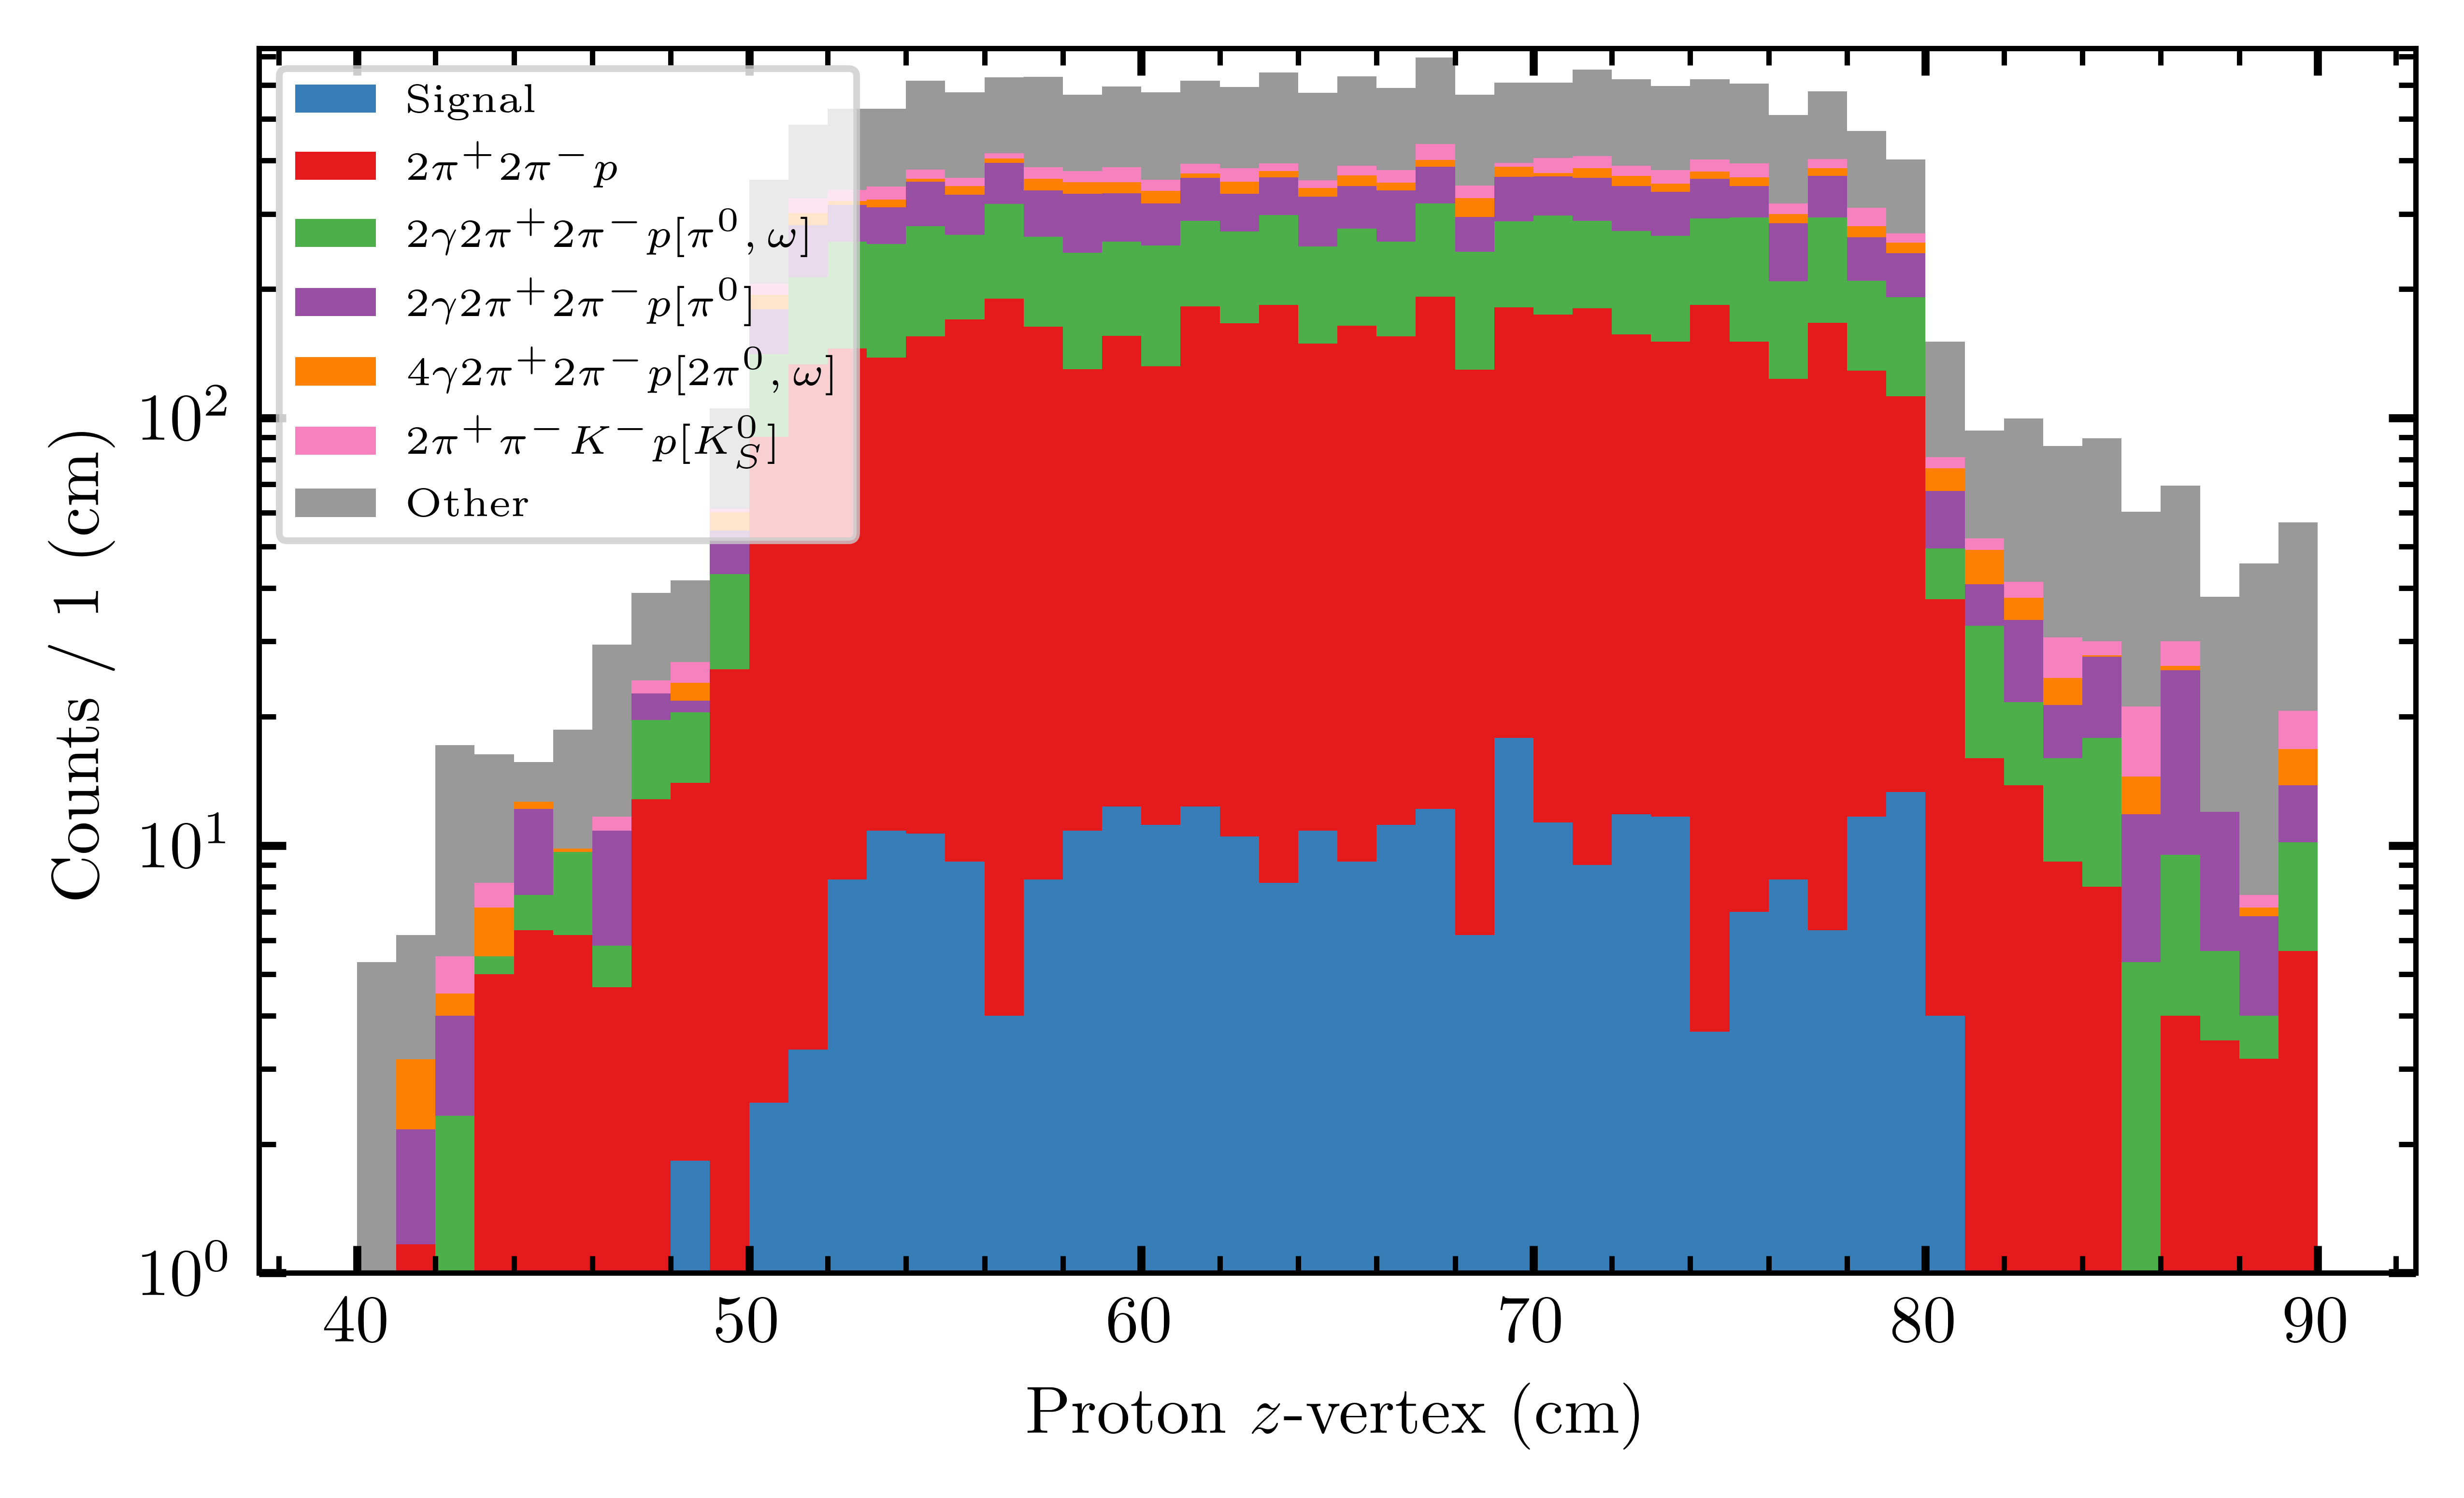 Signal
2π⁺2π⁻p
2γ2π⁺2π⁻p[π⁰, ω]
2γ2π⁺2π⁻p[π⁰]
4γ2π⁺2π⁻p[2π⁰, ω]
2π⁺π⁻K⁻p[K_S⁰]
Other
Counts / 1 (cm)
10²
10¹
10⁰
40 50 60 70 80 90
Proton z-vertex (cm)